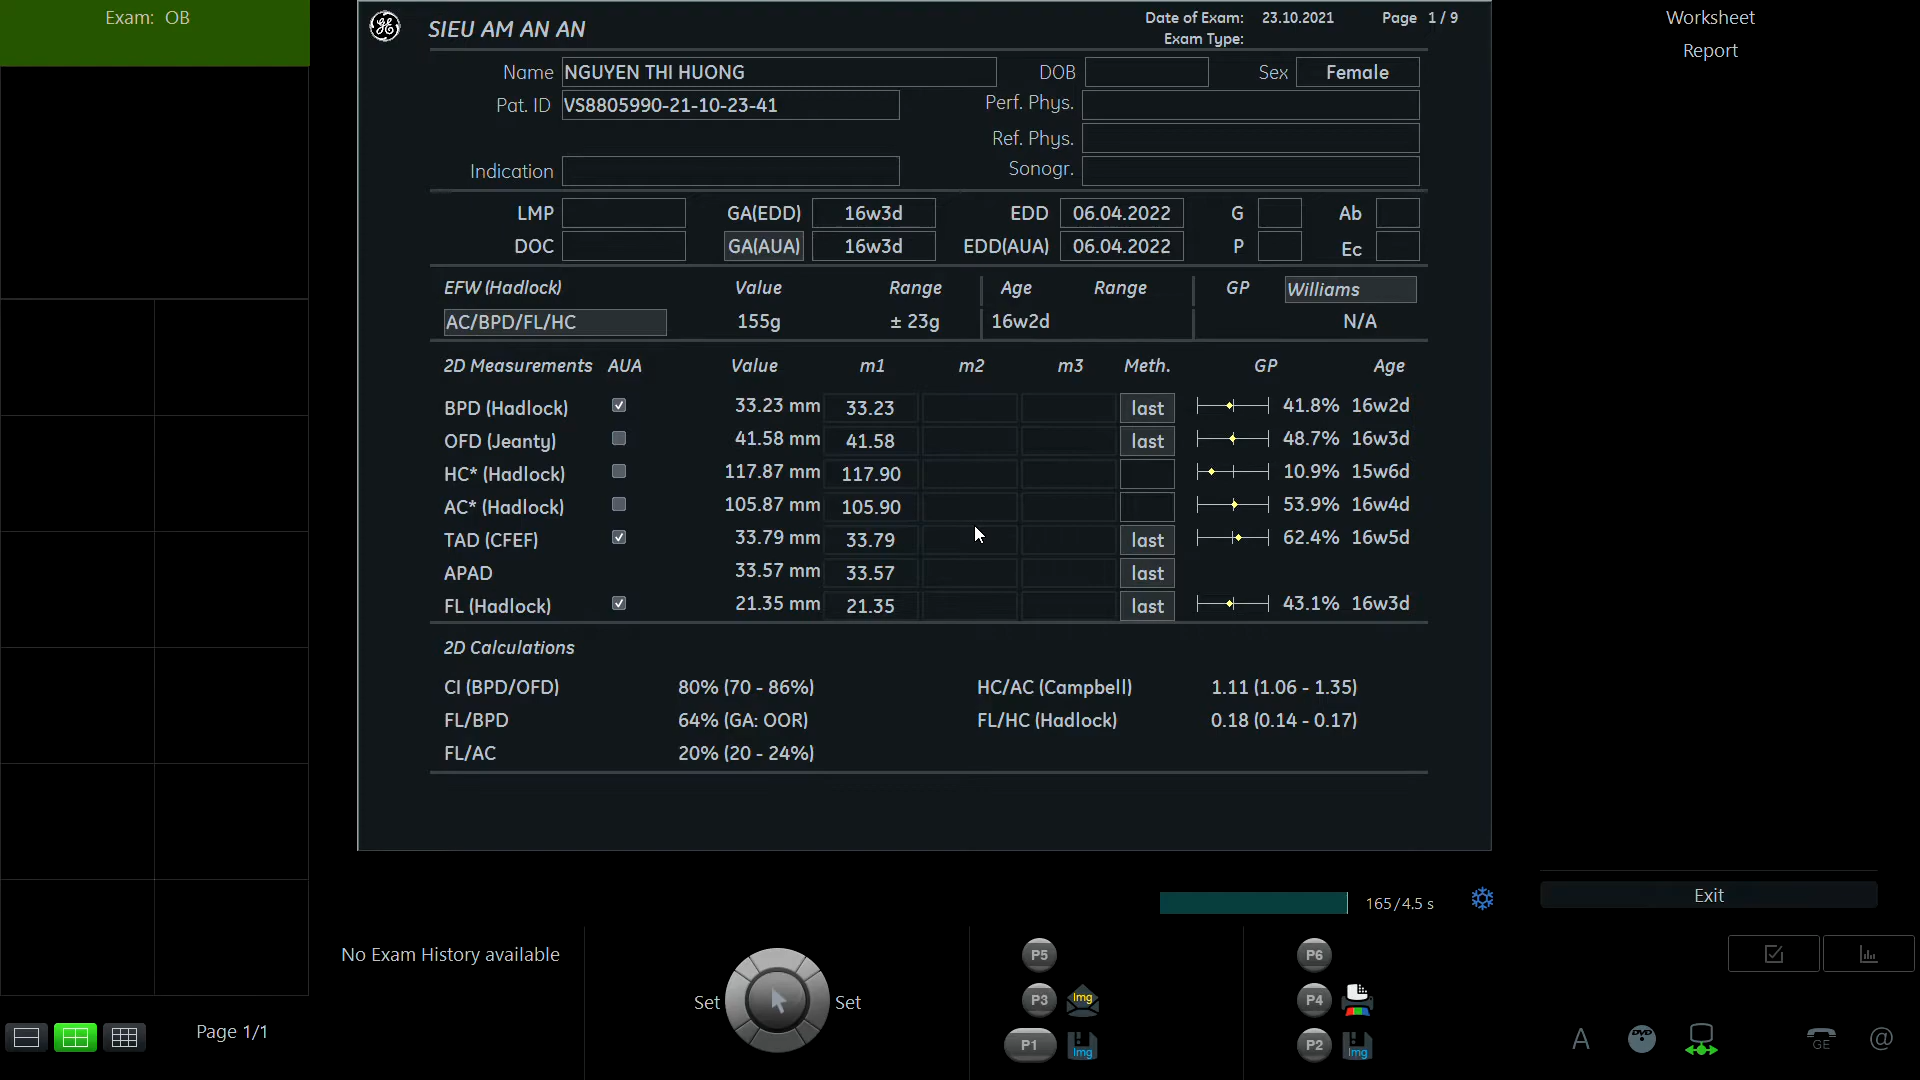 Exam: OB
SIEU AM AN AN
Date of Exam: 23.10.2021 Page 1 / 9
Exam Type:
Worksheet
Report
Name NGUYEN THI HUONG DOB Sex Female
Pat. ID VS8805990-21-10-23-41 Perf. Phys.
Ref. Phys.
Indication Sonogr.
LMP GA(EDD) 16w3d EDD 06.04.2022 G Ab
DOC GA(AUA) 16w3d EDD(AUA) 06.04.2022 P Ec
EFW (Hadlock) Value Range Age Range GP Williams
AC/BPD/FL/HC 155g ± 23g 16w2d N/A
2D Measurements AUA Value m1 m2 m3 Meth. GP Age
BPD (Hadlock) 33.23 mm 33.23 last 41.8% 16w2d
OFD (Jeanty) 41.58 mm 41.58 last 48.7% 16w3d
HC* (Hadlock) 117.87 mm 117.90 10.9% 15w6d
AC* (Hadlock) 105.87 mm 105.90 53.9% 16w4d
TAD (CFEF) 33.79 mm 33.79 last 62.4% 16w5d
APAD 33.57 mm 33.57 last
FL (Hadlock) 21.35 mm 21.35 last 43.1% 16w3d
2D Calculations
CI (BPD/OFD) 80% (70 - 86%) HC/AC (Campbell) 1.11 (1.06 - 1.35)
FL/BPD 64% (GA: OOR) FL/HC (Hadlock) 0.18 (0.14 - 0.17)
FL/AC 20% (20 - 24%)
165/4.5 s
Exit
No Exam History available
Set Set
P5
P3 Img
P1 Img
P6
P4
P2 Img
Page 1/1
A DVD GE @